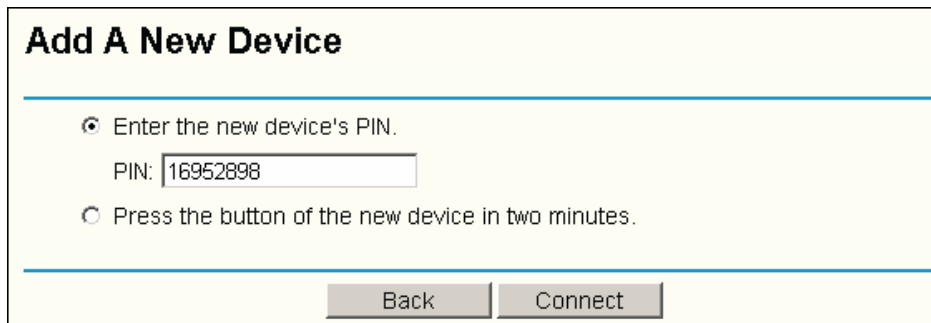 Add A New Device
Enter the new device's PIN.
PIN: 16952898
Press the button of the new device in two minutes.
Back Connect